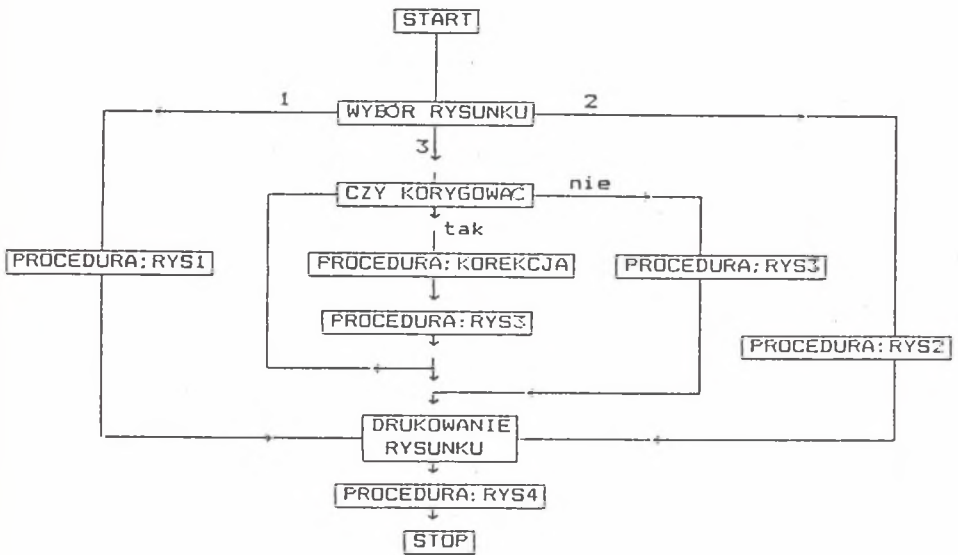 START
1
2
WYBÓR RYSUNKU
3
CZY KORYGOWAĆ
nie
tak
PROCEDURA:RYS1
PROCEDURA:KOREKCJA
PROCEDURA:RYS3
PROCEDURA:RYS3
PROCEDURA:RYS2
DRUKOWANIE
RYSUNKU
PROCEDURA:RYS4
STOP